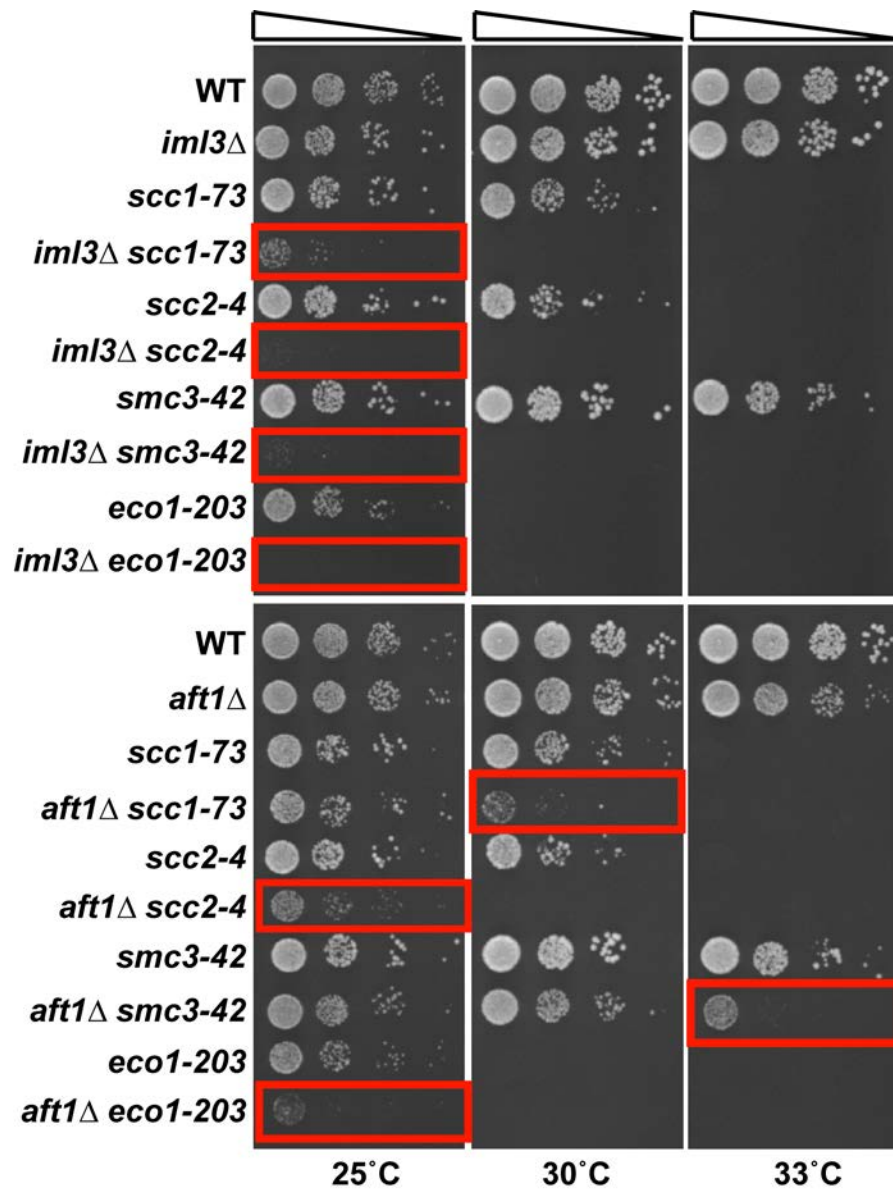 WT
iml3Δ
scc1-73
iml3Δ scc1-73
scc2-4
iml3Δ scc2-4
smc3-42
iml3Δ smc3-42
eco1-203
iml3Δ eco1-203
WT
aft1Δ
scc1-73
aft1Δ scc1-73
scc2-4
aft1Δ scc2-4
smc3-42
aft1Δ smc3-42
eco1-203
aft1Δ eco1-203
25˚C 30˚C 33˚C